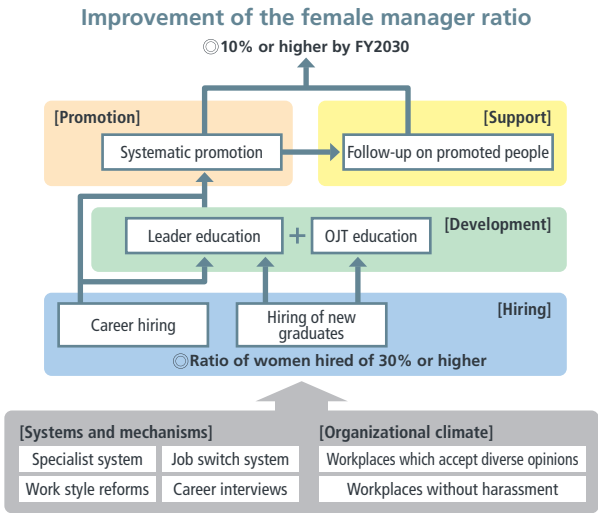 Improvement of the female manager ratio
◎10% or higher by FY2030
[Promotion]
[Support]
Systematic promotion
Follow-up on promoted people
[Development]
Leader education
+
OJT education
[Hiring]
Career hiring
Hiring of new
graduates
◎Ratio of women hired of 30% or higher
[Systems and mechanisms]
Specialist system
Job switch system
Work style reforms
Career interviews
[Organizational climate]
Workplaces which accept diverse opinions
Workplaces without harassment